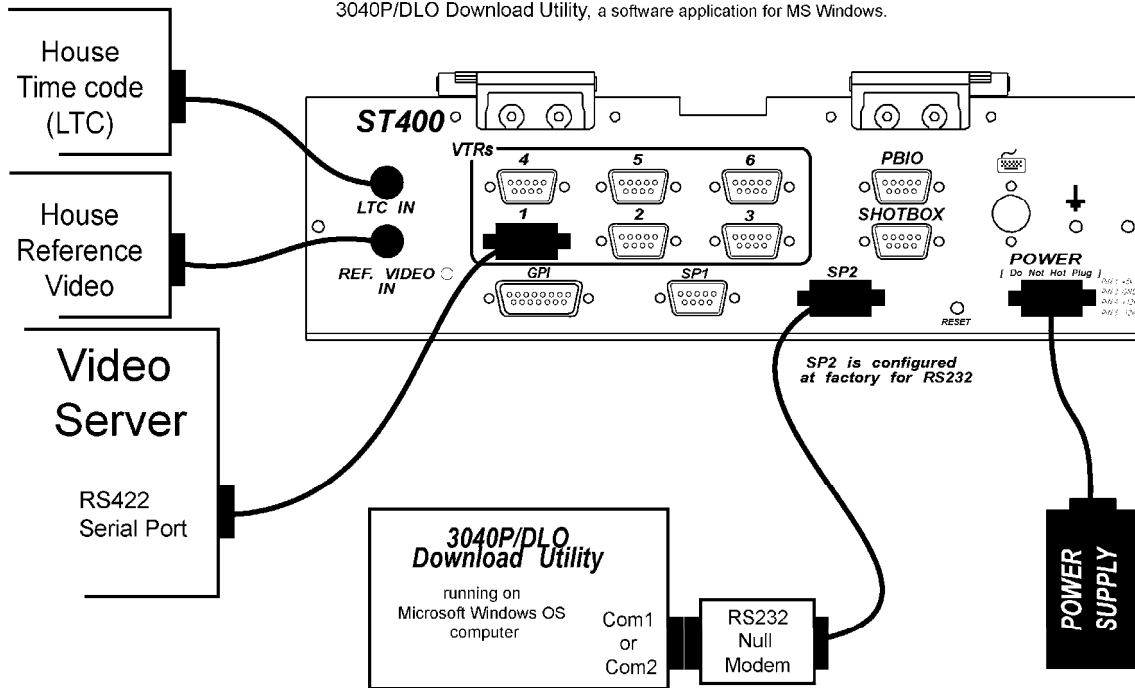 3040P/DLO Download Utility, a software application for MS Windows.
House
Time code
(LTC)
House
Reference
Video
Video
Server
RS422
Serial Port
ST400
VTRs
4
5
6
1
2
3
LTC IN
REF. VIDEO
IN
GPI
SP1
SP2
PBIO
SHOTBOX
POWER
[ Do Not Hot Plug ]
RESET
SP2 is configured
at factory for RS232
3040P/DLO
Download Utility
running on
Microsoft Windows OS
computer
Com1
or
Com2
RS232
Null
Modem
POWER
SUPPLY